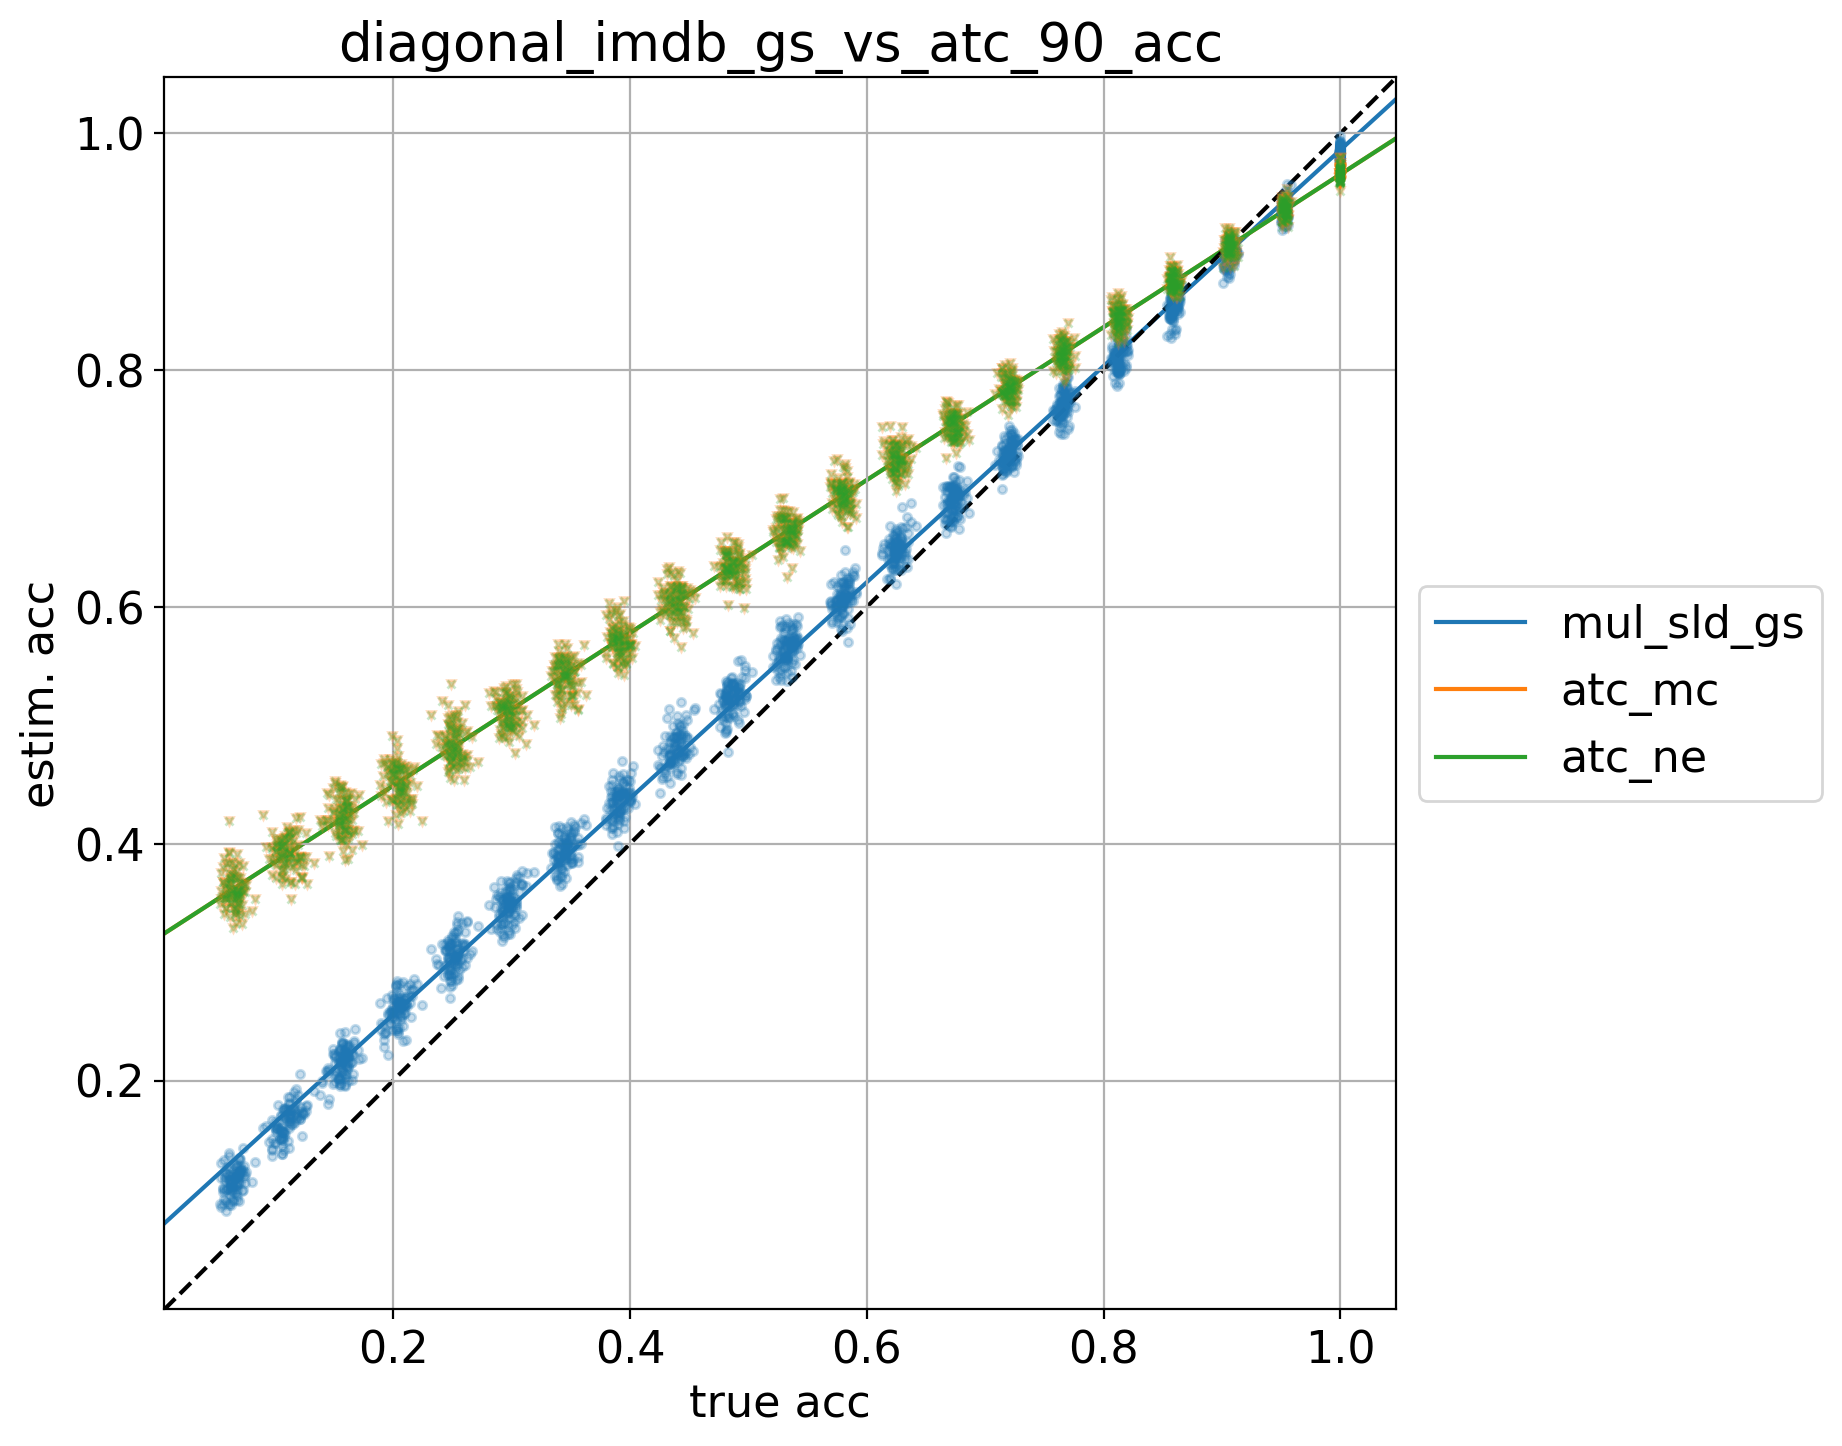 diagonal_imdb_gs_vs_atc_90_acc
1.0
0.8
0.6
0.4
0.2
estim. acc
0.2 0.4 0.6 0.8 1.0
true acc
mul_sld_gs
atc_mc
atc_ne